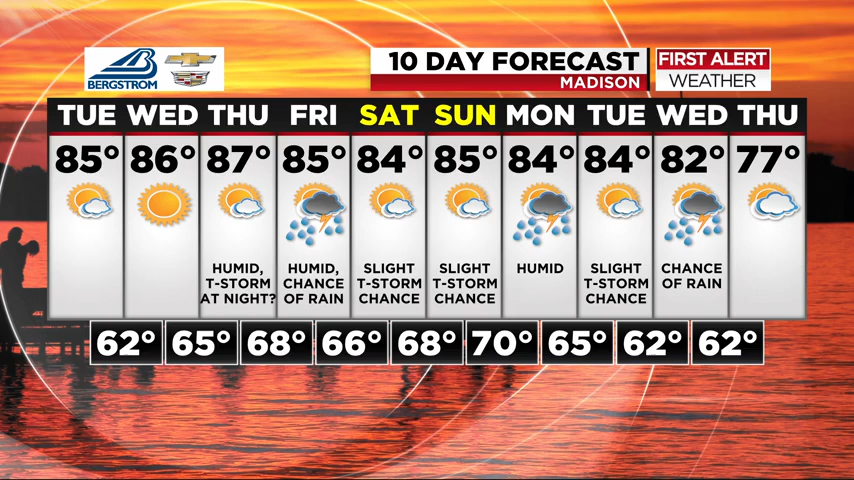 BERGSTROM
10 DAY FORECAST
MADISON
FIRST ALERT
WEATHER
TUE WED THU FRI SAT SUN MON TUE WED THU
85° 86° 87° 85° 84° 85° 84° 84° 82° 77°
HUMID,
T-STORM
AT NIGHT?
HUMID,
CHANCE
OF RAIN
SLIGHT
T-STORM
CHANCE
SLIGHT
T-STORM
CHANCE
HUMID
SLIGHT
T-STORM
CHANCE
CHANCE
OF RAIN
62° 65° 68° 66° 68° 70° 65° 62° 62°